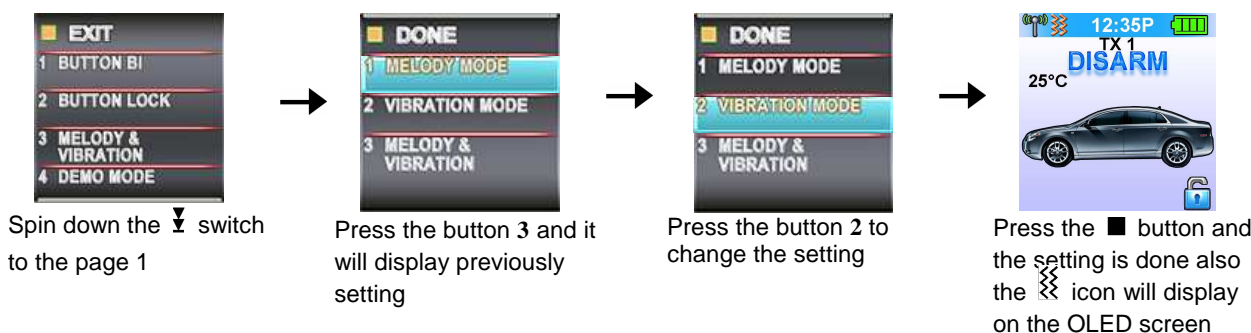 EXIT
1 BUTTON BI
2 BUTTON LOCK
3 MELODY &
VIBRATION
4 DEMO MODE
Spin down the switch
to the page 1
DONE
1 MELODY MODE
2 VIBRATION MODE
3 MELODY &
VIBRATION
Press the button 3 and it
will display previously
setting
DONE
1 MELODY MODE
2 VIBRATION MODE
3 MELODY &
VIBRATION
Press the button 2 to
change the setting
12:35P
TX 1
DISARM
25°C
Press the ■ button and
the setting is done also
the icon will display
on the OLED screen